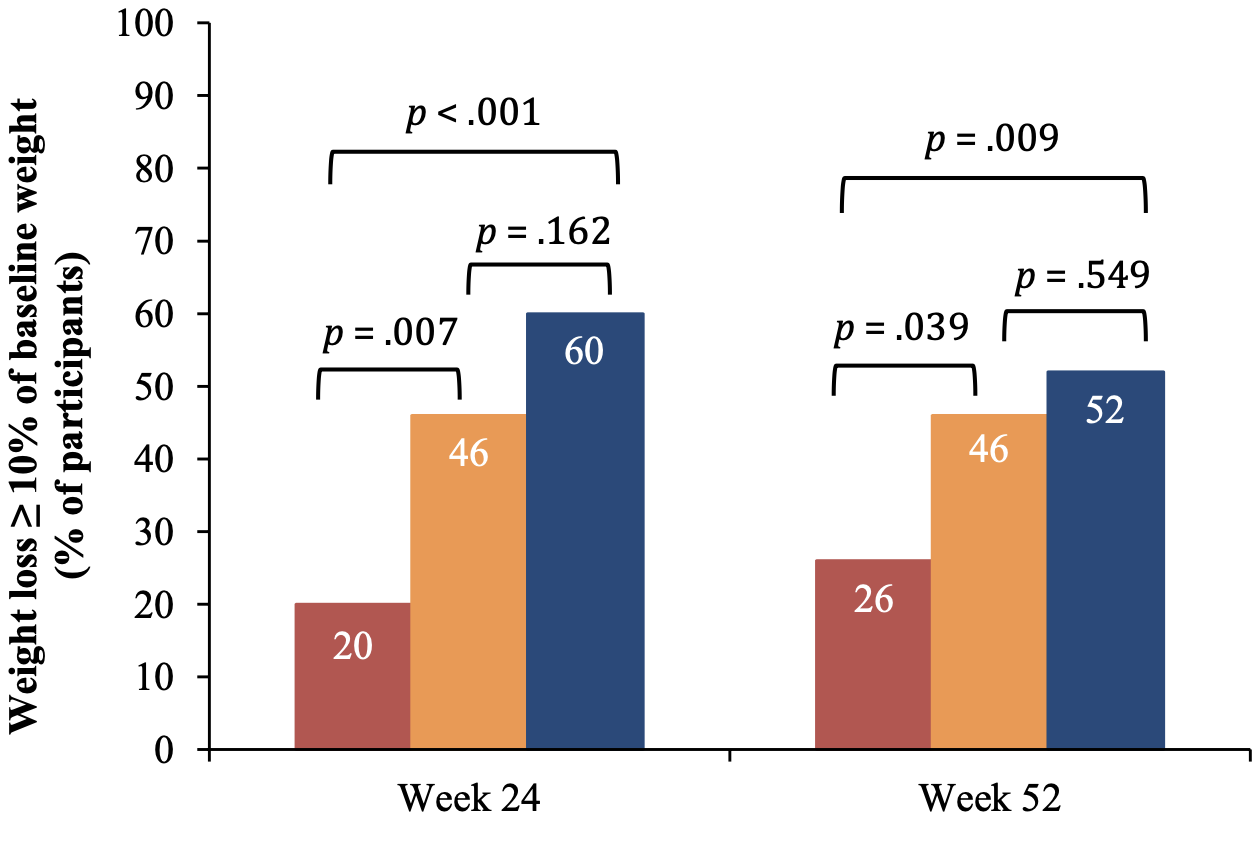 Weight loss ≥ 10% of baseline weight
(% of participants)
100
90
80
70
60
50
40
30
20
10
0
p < .001
p = .162
p = .007
20
46
60
p = .009
p = .549
p = .039
26
46
52
Week 24
Week 52